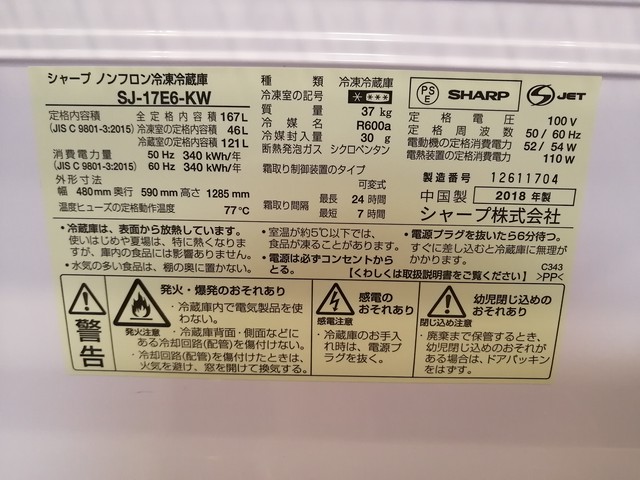 シャープ ノンフロン冷凍冷蔵庫
SJ-17E6-KW
定格内容積 全定格内容積 167L
(JIS C 9801-3:2015) 冷凍室の定格内容積 46L
冷蔵室の定格内容積 121L
消費電力量 50 Hz 340 kWh/年
(JIS C 9801-3:2015) 60 Hz 340 kWh/年
外形寸法
幅 480mm 奥行 590mm 高さ 1285mm
温度ヒューズの定格動作温度 77℃
種類 冷凍冷蔵庫
冷凍室の記号 ****
質量 37 kg
冷媒名 R600a
冷媒封入量 30 g
断熱発泡ガス シクロペンタン
霜取り制御装置のタイプ
可変式
霜取り間隔 最長 24時間
最短 7時間
PS
E
SHARP
S JET
定格電圧 100 V
定格周波数 50 / 60 Hz
電動機の定格消費電力 52 / 54 W
電熱装置の定格消費電力 110 W
製造番号 12611704
中国製 2018 年製
シャープ株式会社
・冷蔵庫は、表面から放熱しています。
使いはじめや夏場は、特に熱くなりますが、
庫内の食品には影響ありません。
・水気の多い食品は、棚の奥に置かない。
・室温が約5℃以下では、
食品が凍ることがあります。
・電源は必ずコンセントから
とる。
・電源プラグを抜いたら6分待つ。
すぐに差し込むと冷蔵庫に無理が
かかります。
【くわしくは取扱説明書をご覧ください】
C343
>PP<
警告
発火・爆発のおそれあり
発火注意
・冷蔵庫内で電気製品を使
わない。
・冷蔵庫背面・側面などに
ある冷却回路(配管)を傷付けない。
・冷却回路(配管)を傷付けたときは、
火気を避け、窓を開けて換気する。
感電の
おそれあり
感電注意
・冷蔵庫のお手入
れ時は、電源プ
ラグを抜く。
幼児閉じ込めの
おそれあり
閉じ込め注意
・廃棄まで保管するとき、
幼児閉じ込めのおそれが
ある場合は、ドアパッキン
をはずす。